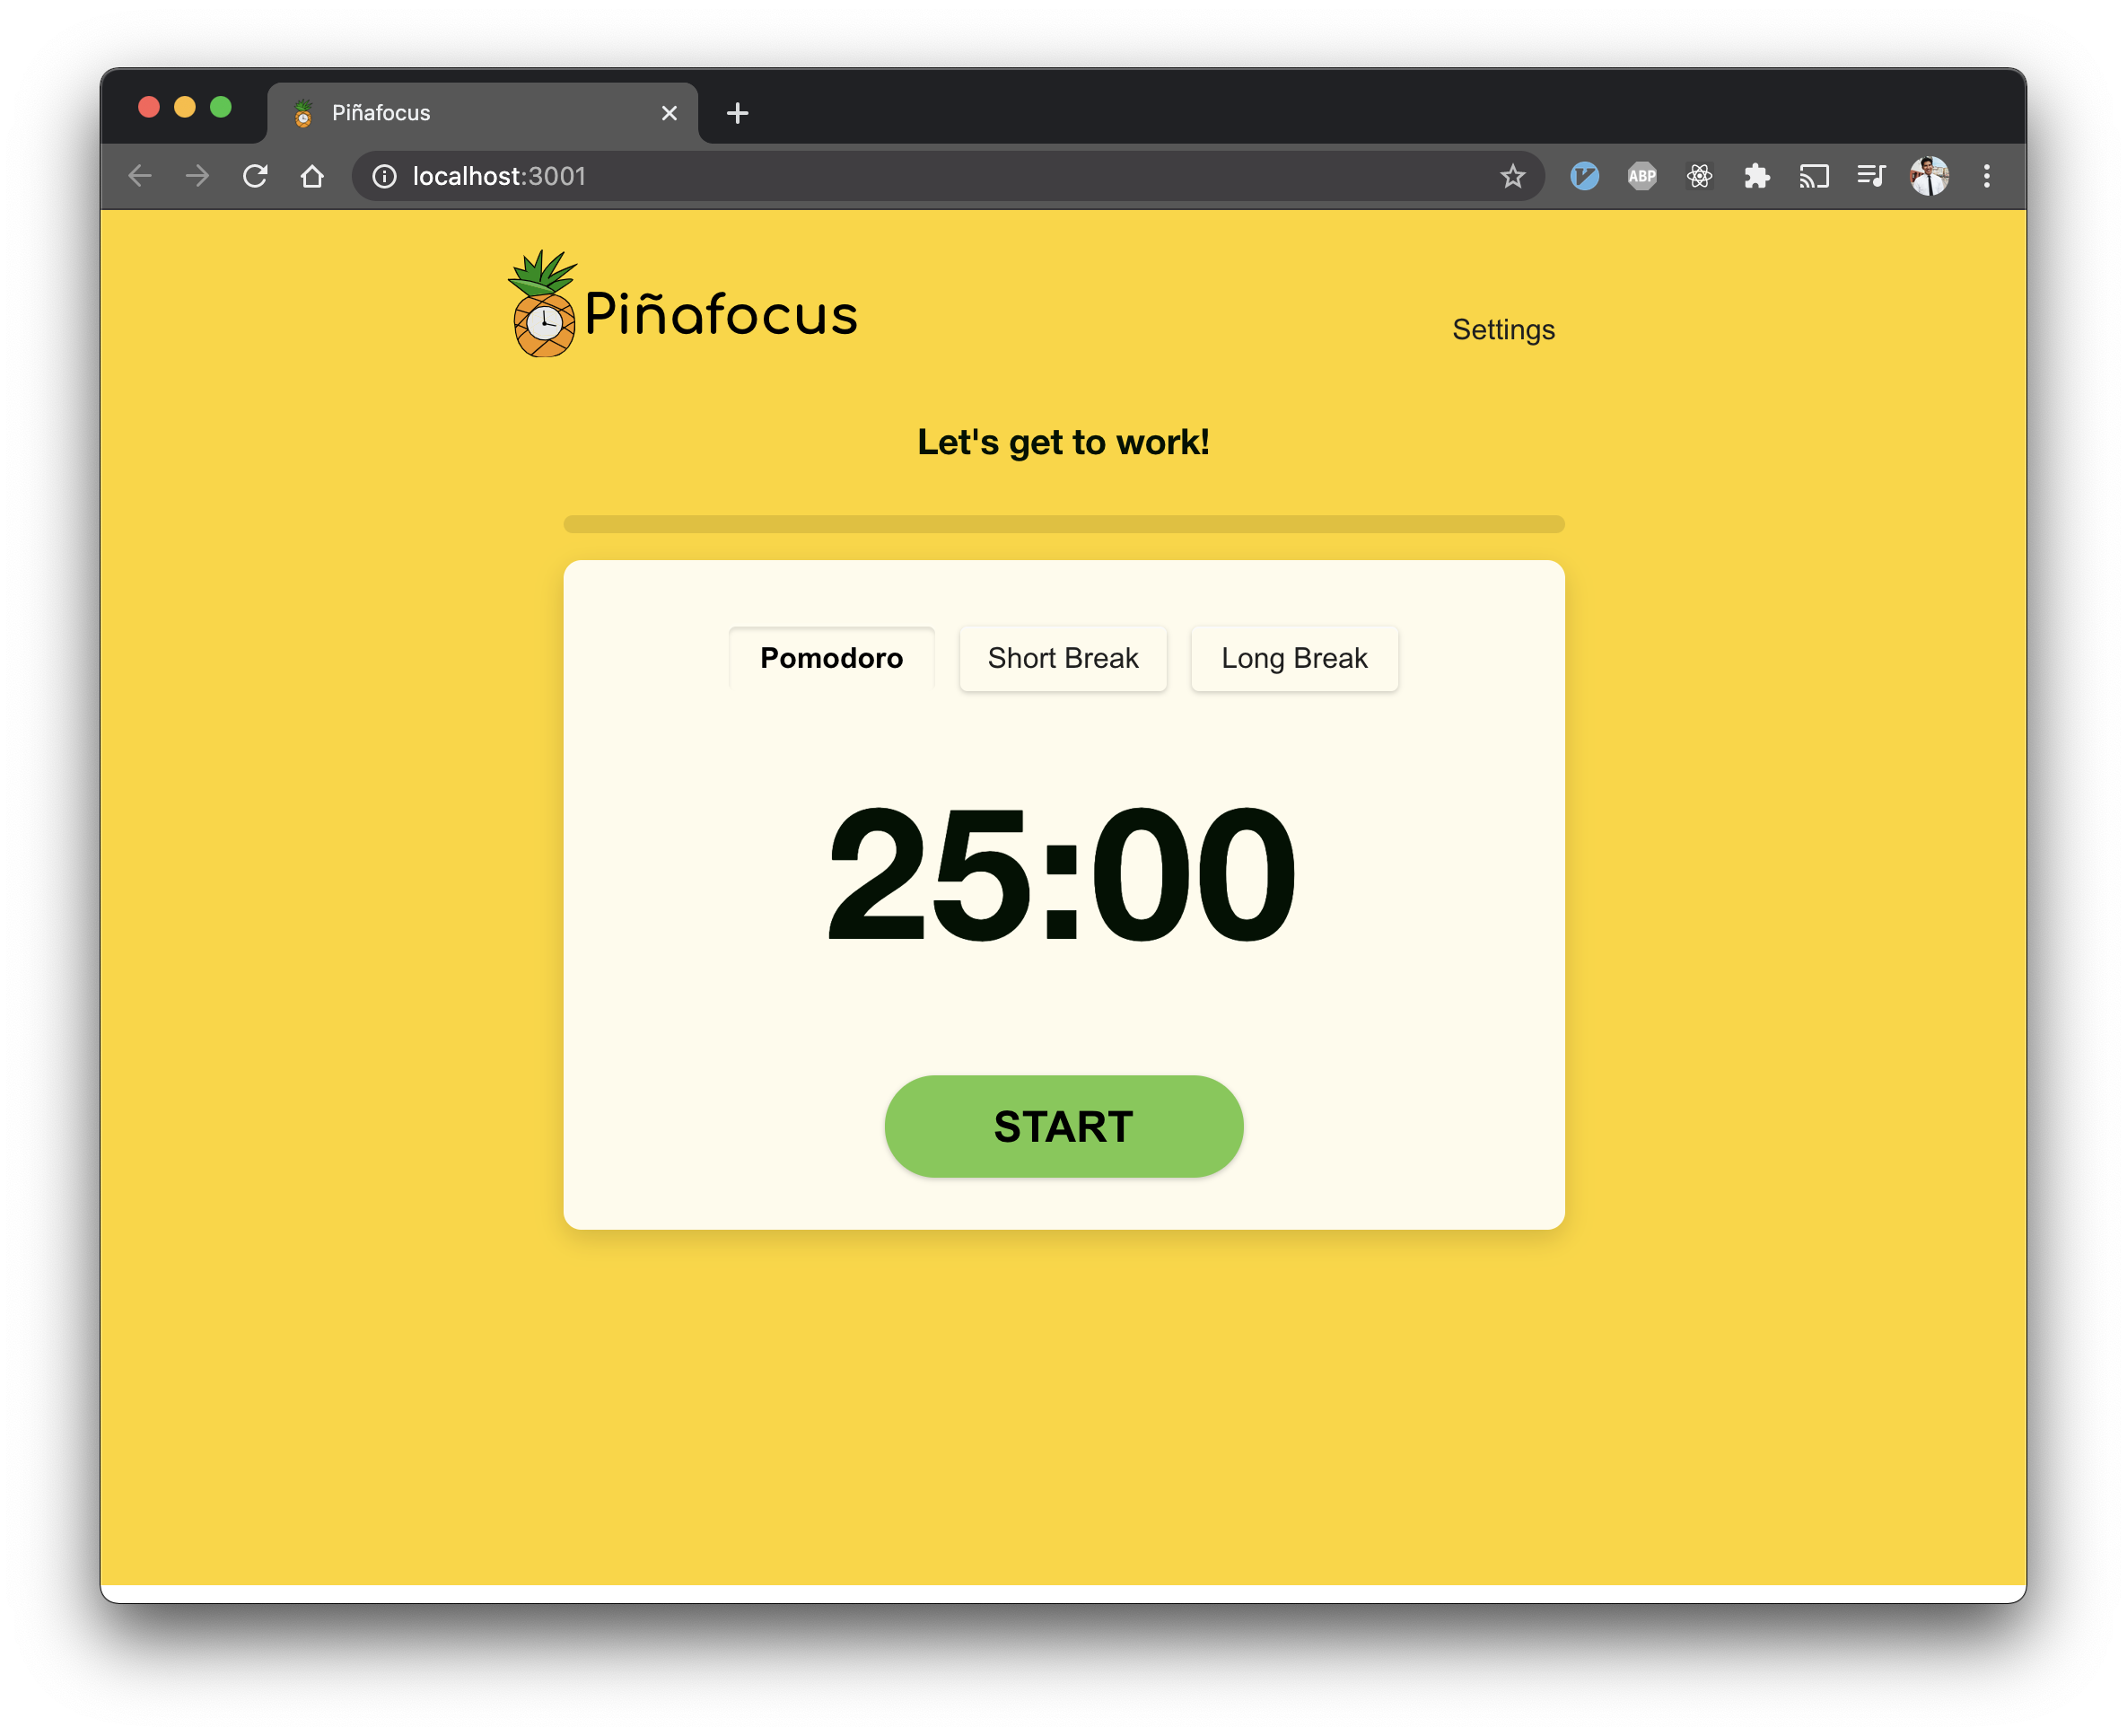 Piñafocus
localhost:3001
ABP
Piñafocus
Settings
Let's get to work!
Pomodoro Short Break Long Break
25:00
START